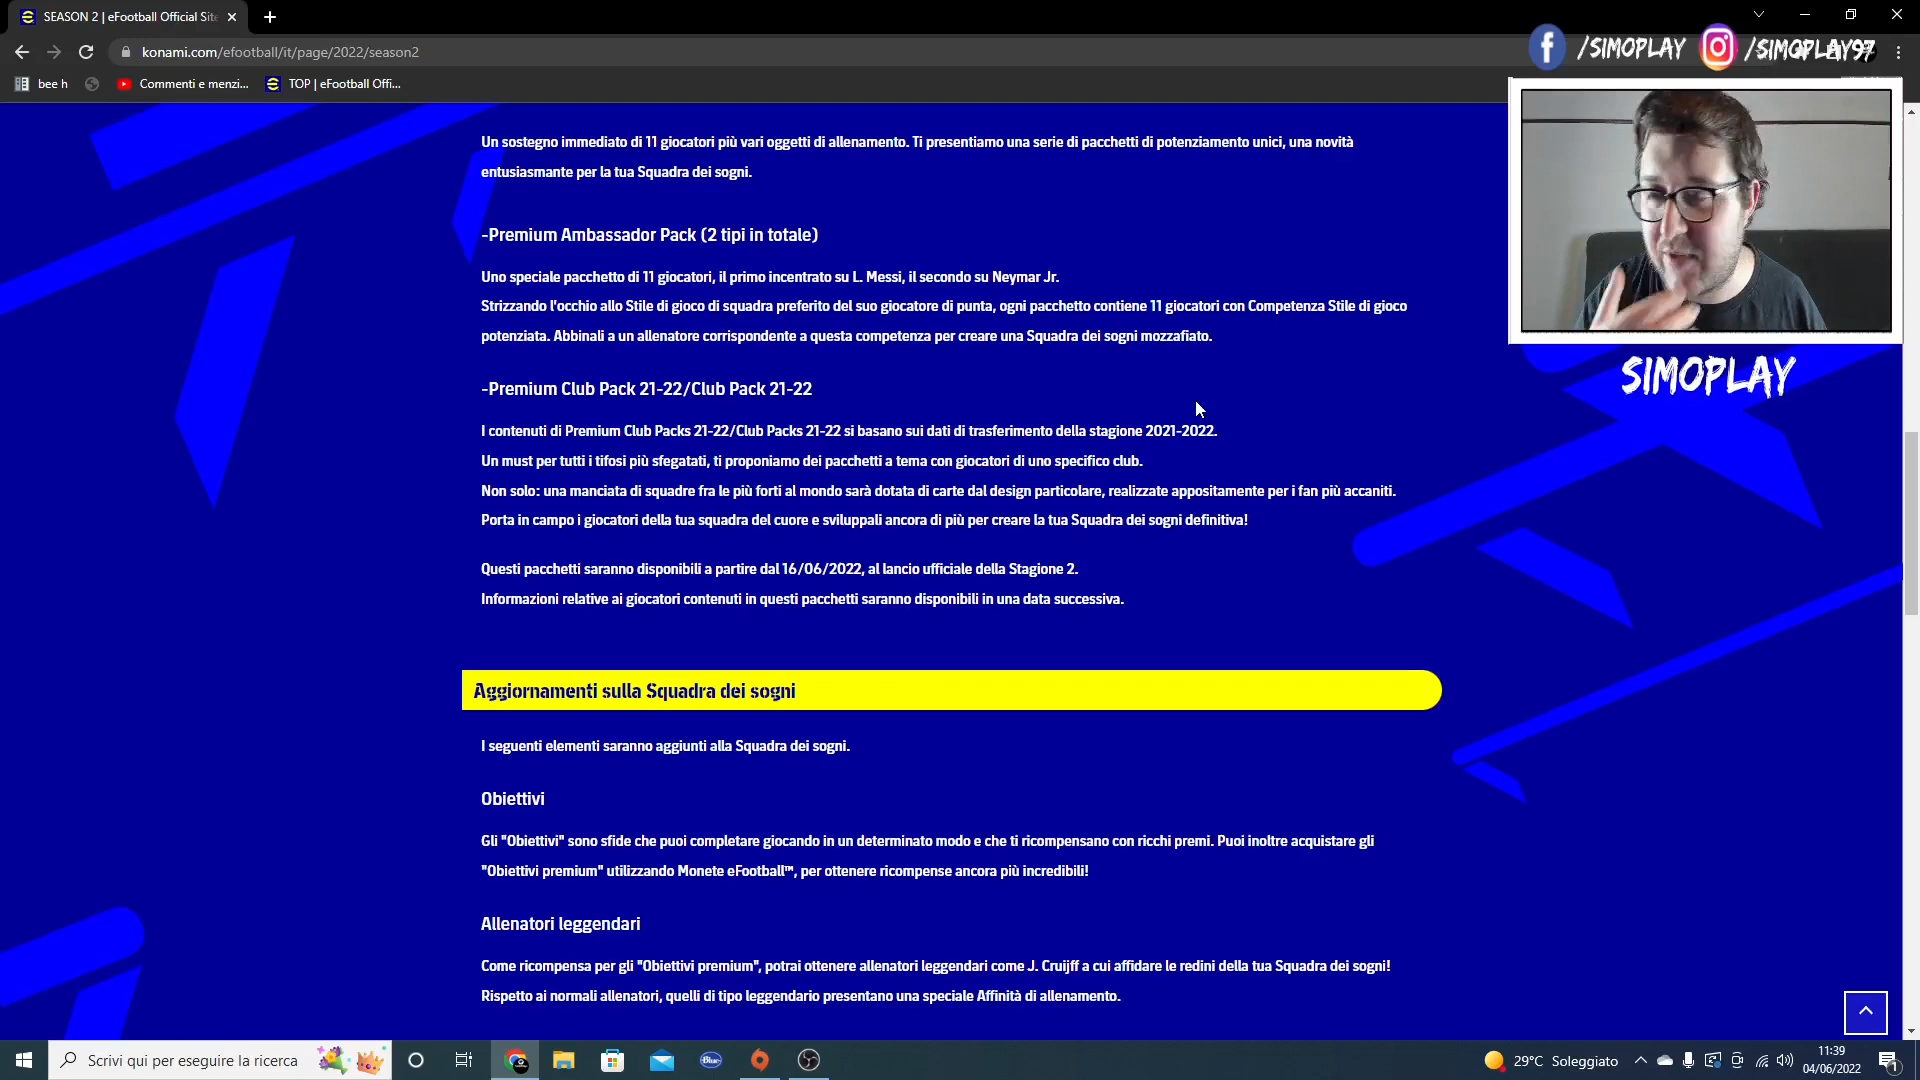 SEASON 2 | eFootball Official Site
konami.com/efootball/it/page/2022/season2
/SIMOPLAY
/SIMOPLAY97
bee h
Commenti e menzi...
TOP | eFootball Offi...
SIMOPLAY
Un sostegno immediato di 11 giocatori più vari oggetti di allenamento. Ti presentiamo una serie di pacchetti di potenziamento unici, una novità
entusiasmante per la tua Squadra dei sogni.
-Premium Ambassador Pack (2 tipi in totale)
Uno speciale pacchetto di 11 giocatori, il primo incentrato su L. Messi, il secondo su Neymar Jr.
Strizzando l'occhio allo Stile di gioco di squadra preferito del suo giocatore di punta, ogni pacchetto contiene 11 giocatori con Competenza Stile di gioco
potenziata. Abbinali a un allenatore corrispondente a questa competenza per creare una Squadra dei sogni mozzafiato.
-Premium Club Pack 21-22/Club Pack 21-22
I contenuti di Premium Club Packs 21-22/Club Packs 21-22 si basano sui dati di trasferimento della stagione 2021-2022.
Un must per tutti i tifosi più sfegatati, ti proponiamo dei pacchetti a tema con giocatori di uno specifico club.
Non solo: una manciata di squadre fra le più forti al mondo sarà dotata di carte dal design particolare, realizzate appositamente per i fan più accaniti.
Porta in campo i giocatori della tua squadra del cuore e sviluppali ancora di più per creare la tua Squadra dei sogni definitiva!
Questi pacchetti saranno disponibili a partire dal 16/06/2022, al lancio ufficiale della Stagione 2.
Informazioni relative ai giocatori contenuti in questi pacchetti saranno disponibili in una data successiva.
Aggiornamenti sulla Squadra dei sogni
I seguenti elementi saranno aggiunti alla Squadra dei sogni.
Obiettivi
Gli "Obiettivi" sono sfide che puoi completare giocando in un determinato modo e che ti ricompensano con ricchi premi. Puoi inoltre acquistare gli
"Obiettivi premium" utilizzando Monete eFootball™, per ottenere ricompense ancora più incredibili!
Allenatori leggendari
Come ricompensa per gli "Obiettivi premium", potrai ottenere allenatori leggendari come J. Cruijff a cui affidare le redini della tua Squadra dei sogni!
Rispetto ai normali allenatori, quelli di tipo leggendario presentano una speciale Affinità di allenamento.
Scrivi qui per eseguire la ricerca
Blue
29°C Soleggiato
11:39
04/06/2022
1